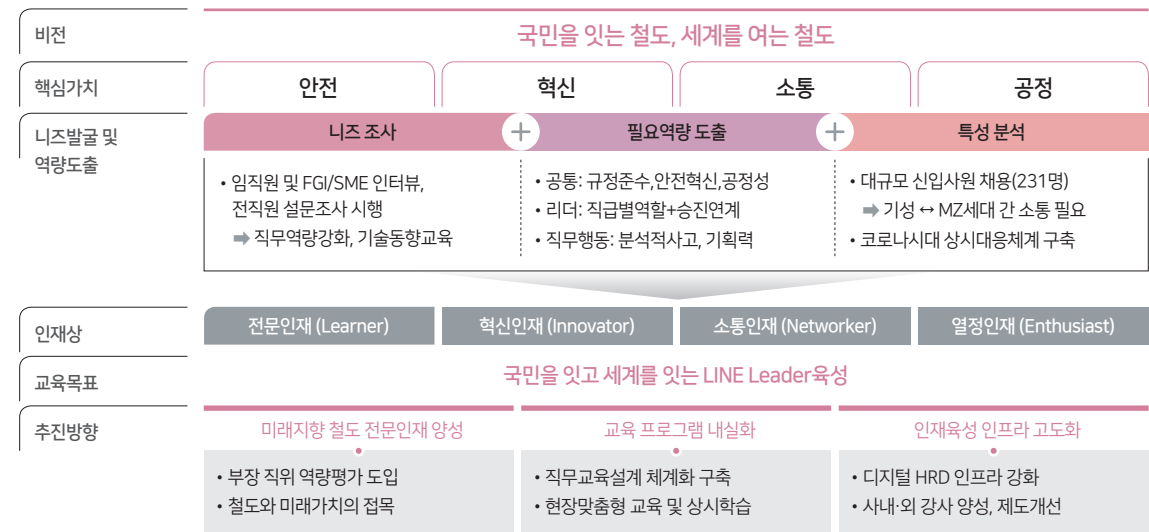 비전
국민을 잇는 철도, 세계를 여는 철도
핵심가치
안전
혁신
소통
공정
니즈발굴 및
역량도출
니즈 조사
+
필요역량 도출
+
특성 분석
• 임직원 및 FGI/SME 인터뷰,
전직원 설문조사 시행
➡ 직무역량강화, 기술동향교육
• 공통: 규정준수,안전혁신,공정성
• 리더: 직급별역할+승진연계
• 직무행동: 분석적사고, 기획력
• 대규모 신입사원 채용(231명)
➡ 기성 ↔ MZ세대 간 소통 필요
• 코로나시대 상시대응체계 구축
인재상
전문인재 (Learner)
혁신인재 (Innovator)
소통인재 (Networker)
열정인재 (Enthusiast)
교육목표
국민을 잇고 세계를 잇는 LINE Leader육성
추진방향
미래지향 철도 전문인재 양성
교육 프로그램 내실화
인재육성 인프라 고도화
• 부장 직위 역량평가 도입
• 철도와 미래가치의 접목
• 직무교육설계 체계화 구축
• 현장맞춤형 교육 및 상시학습
• 디지털 HRD 인프라 강화
• 사내·외 강사 양성, 제도개선